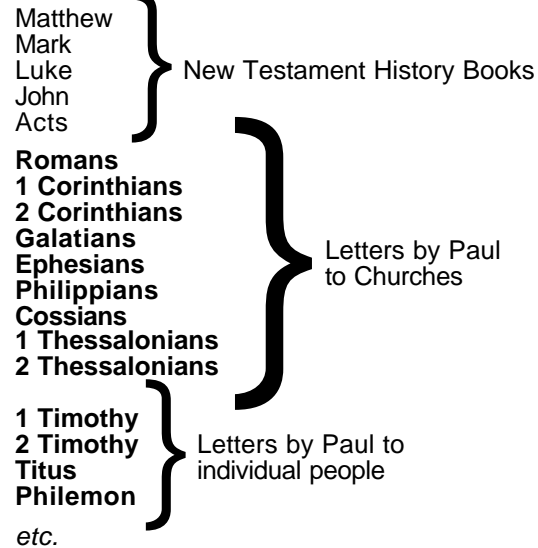 Matthew
Mark
Luke
John
Acts
New Testament History Books
Romans
1 Corinthians
2 Corinthians
Galatians
Ephesians
Philippians
Cossians
1 Thessalonians
2 Thessalonians
Letters by Paul
to Churches
1 Timothy
2 Timothy
Titus
Philemon
Letters by Paul to
individual people
etc.